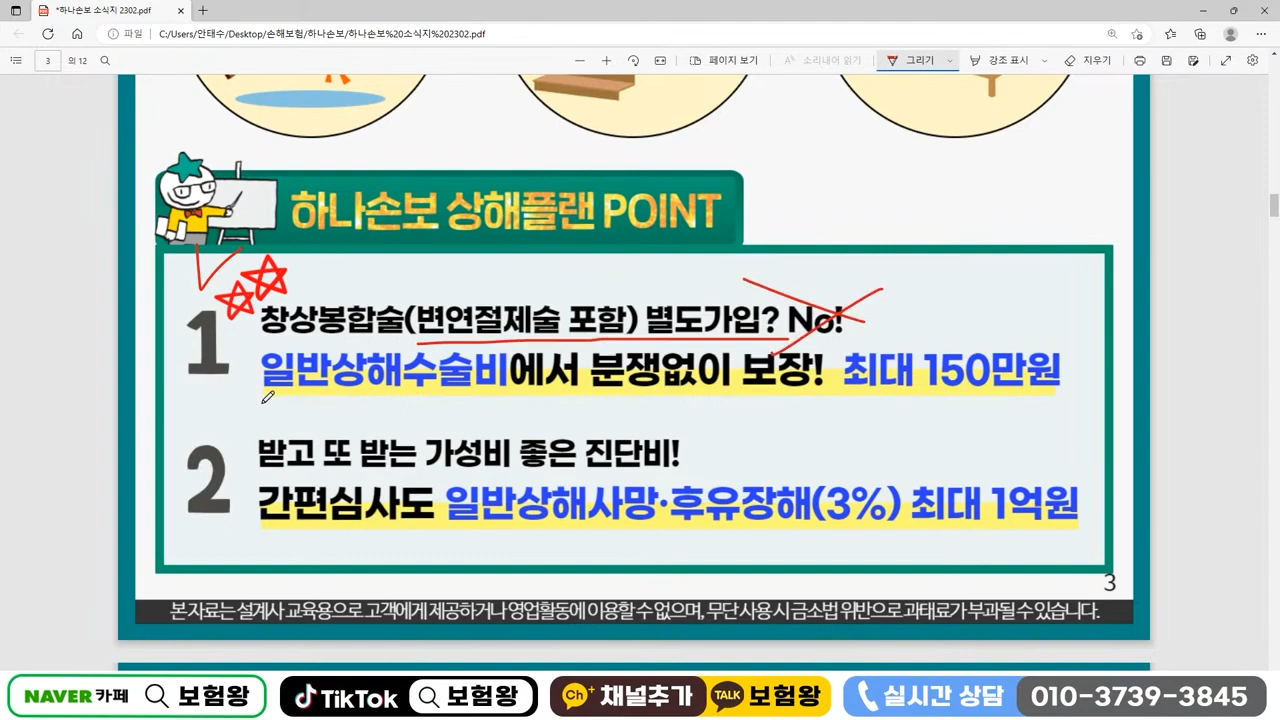 *하나손보 소식지 2302.pdf
파일
C:/Users/안태수/Desktop/손해보험/하나손보/하나손보%20소식지%202302.pdf
3
의 12
페이지 보기
소리내어 읽기
그리기
강조 표시
지우기
하나손보 상해플랜 POINT
1
창상봉합술(변연절제술 포함) 별도가입? No!
일반상해수술비에서 분쟁없이 보장! 최대 150만원
2
받고 또 받는 가성비 좋은 진단비!
간편심사도 일반상해사망·후유장해(3%) 최대 1억원
3
본 자료는 설계사 교육용으로 고객에게 제공하거나 영업활동에 이용할 수 없으며, 무단 사용 시 금소법 위반으로 과태료가 부과될 수 있습니다.
NAVER 카페 보험왕
TikTok 보험왕
Ch+ 채널추가 TALK 보험왕
실시간 상담 010-3739-3845